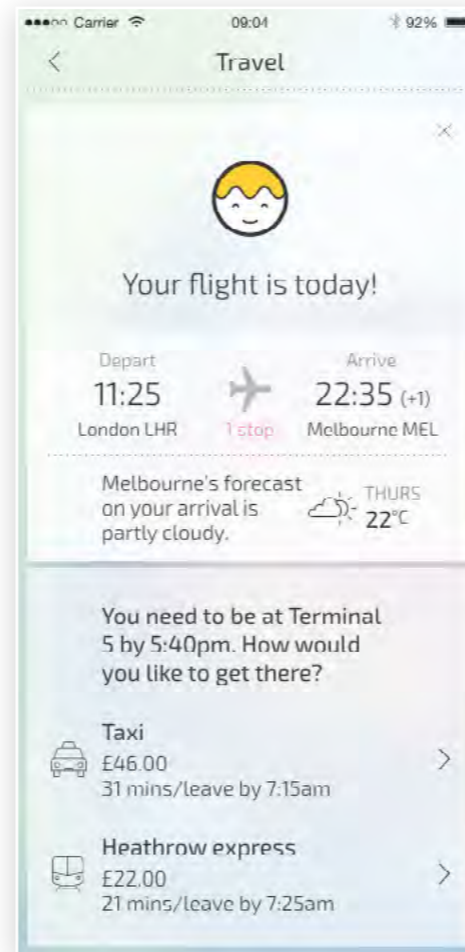 Carrier 09:04 92%
Travel
Your flight is today!
Depart Arrive
11:25 22:35 (+1)
London LHR 1 stop Melbourne MEL
Melbourne's forecast
on your arrival is
partly cloudy.
THURS
22°C
You need to be at Terminal
5 by 5:40pm. How would
you like to get there?
Taxi
£46.00
31 mins/leave by 7:15am
Heathrow express
£22.00
21 mins/leave by 7:25am